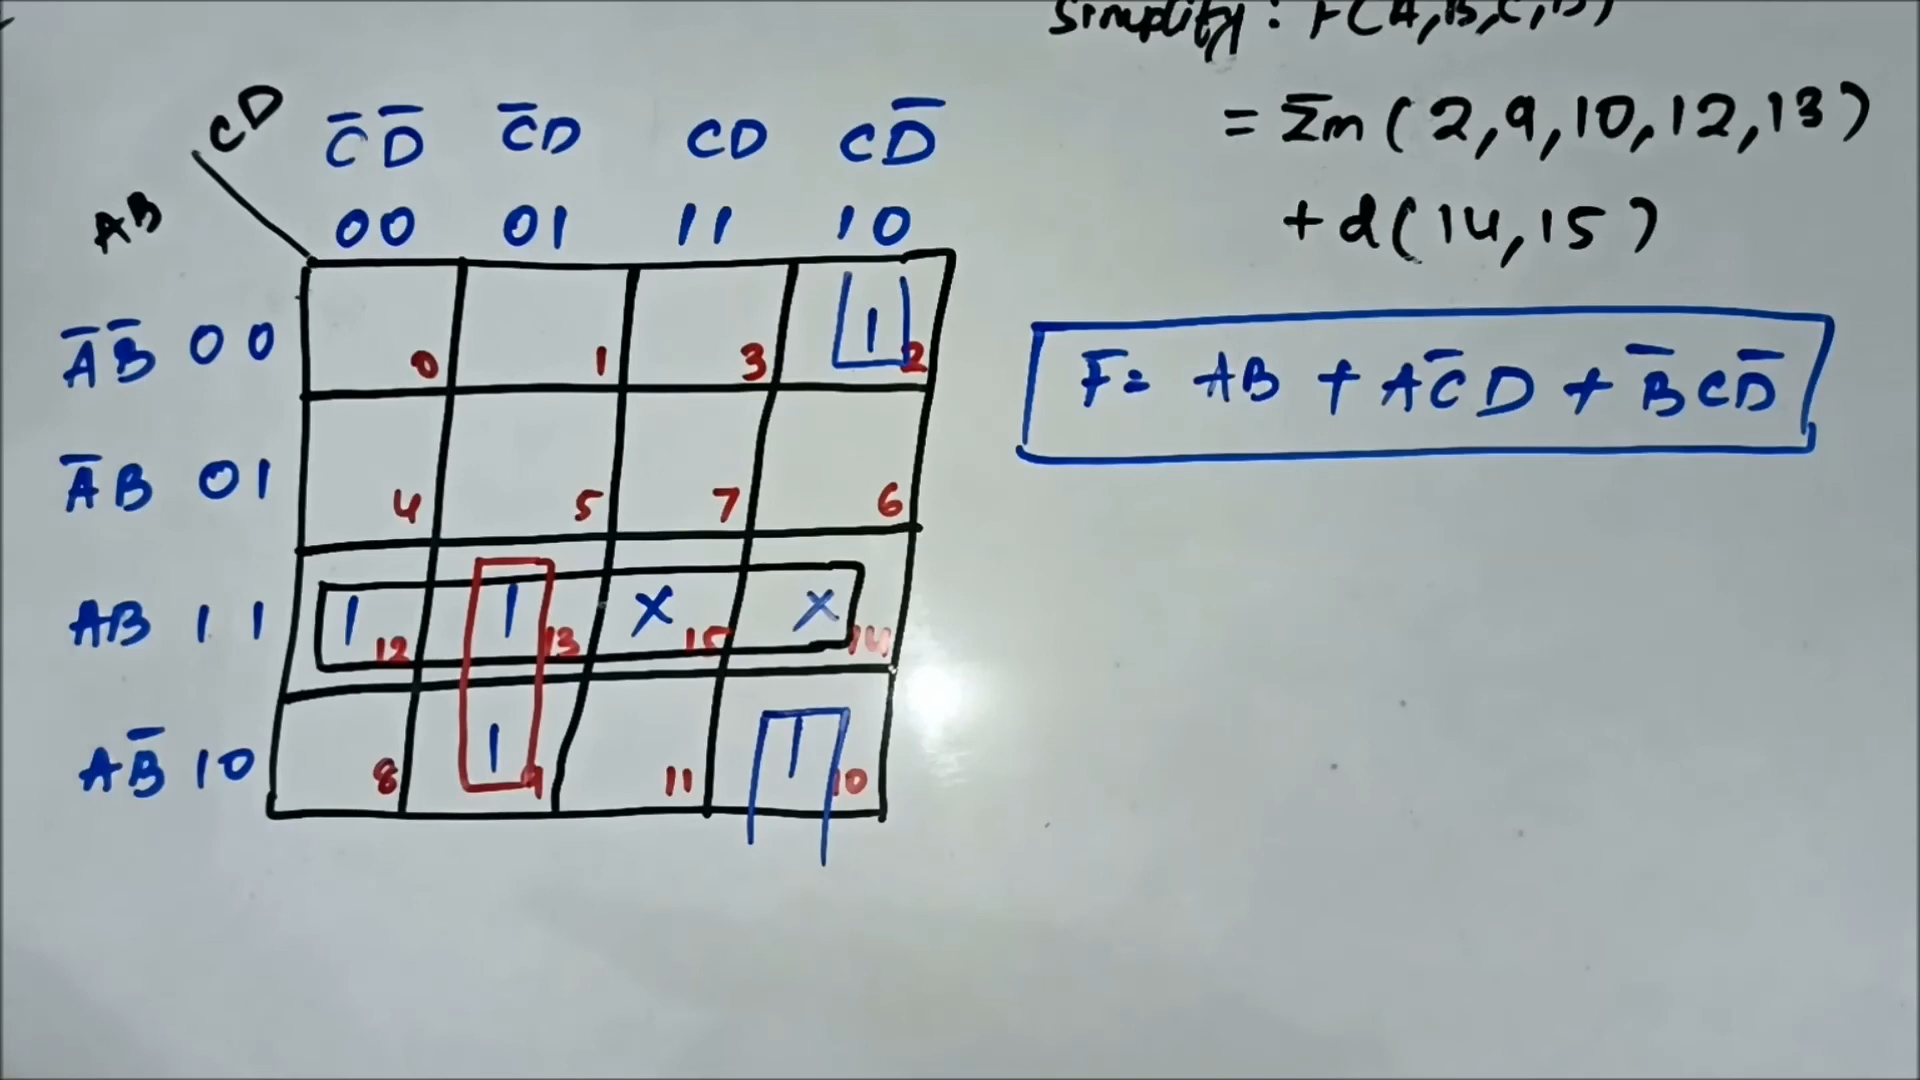 Simplify: F(A,B,C,D)
= Σm(2,9,10,12,13)
+ d(14,15)
CD
AB
C̅D̅ C̅D CD CD̅
00 01 11 10
A̅B̅ 00 0 1 3 1 2
A̅B 01 4 5 7 6
AB 11 1 12 1 13 X 15 X 14
AB̅ 10 8 1 9 11 1 10
F= AB + AC̅D + B̅CD̅